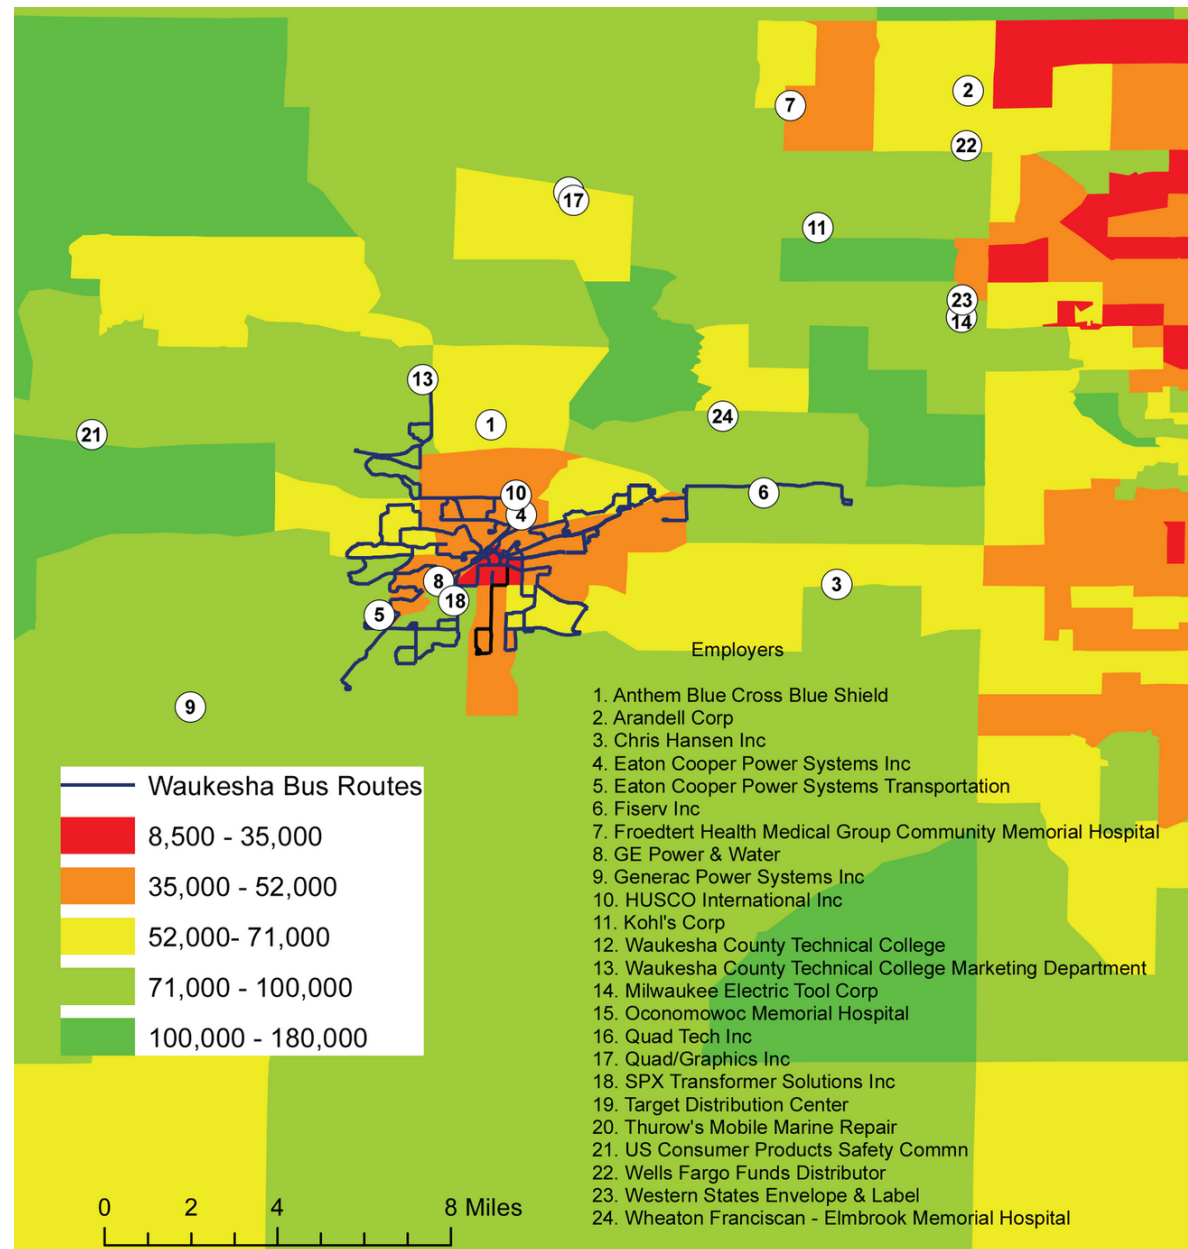 2
7
22
17
11
23
14
13
24
21
1
10
6
4
8
3
18
5
9
Employers
1. Anthem Blue Cross Blue Shield
2. Arandell Corp
3. Chris Hansen Inc
4. Eaton Cooper Power Systems Inc
5. Eaton Cooper Power Systems Transportation
6. Fiserv Inc
7. Froedtert Health Medical Group Community Memorial Hospital
8. GE Power & Water
9. Generac Power Systems Inc
10. HUSCO International Inc
11. Kohl's Corp
12. Waukesha County Technical College
13. Waukesha County Technical College Marketing Department
14. Milwaukee Electric Tool Corp
15. Oconomowoc Memorial Hospital
16. Quad Tech Inc
17. Quad/Graphics Inc
18. SPX Transformer Solutions Inc
19. Target Distribution Center
20. Thurow's Mobile Marine Repair
21. US Consumer Products Safety Commn
22. Wells Fargo Funds Distributor
23. Western States Envelope & Label
24. Wheaton Franciscan - Elmbrook Memorial Hospital
Waukesha Bus Routes
8,500 - 35,000
35,000 - 52,000
52,000- 71,000
71,000 - 100,000
100,000 - 180,000
0 2 4 8 Miles